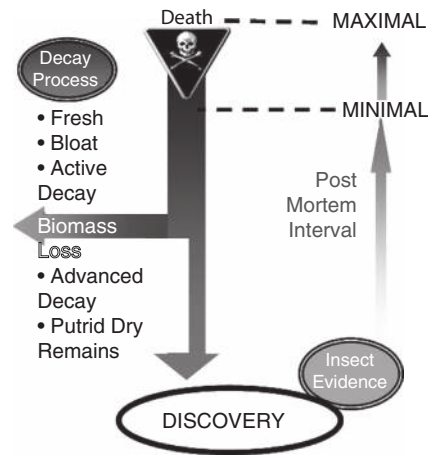 Death
MAXIMAL
Decay
Process
MINIMAL
• Fresh
• Bloat
• Active
Decay
Biomass
Loss
• Advanced
Decay
• Putrid Dry
Remains
Post
Mortem
Interval
Insect
Evidence
DISCOVERY